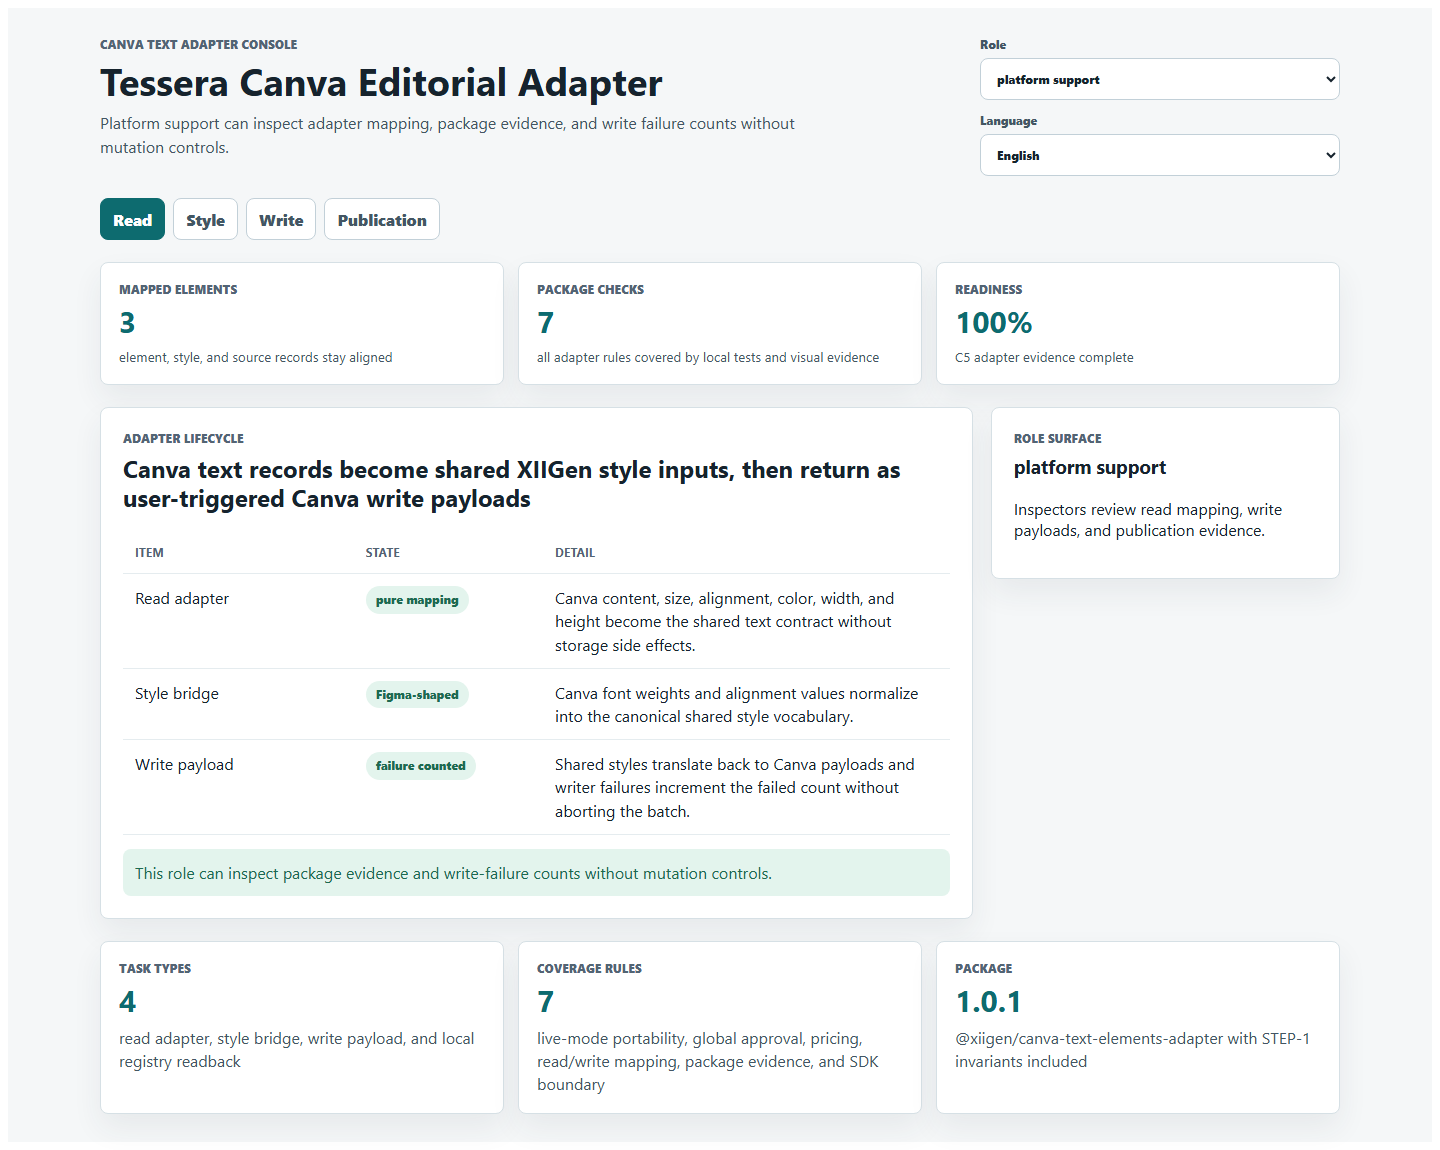 CANVA TEXT ADAPTER CONSOLE
Tessera Canva Editorial Adapter
Platform support can inspect adapter mapping, package evidence, and write failure counts without
mutation controls.
Role
platform support
Language
English
Read
Style
Write
Publication
MAPPED ELEMENTS
3
element, style, and source records stay aligned
PACKAGE CHECKS
7
all adapter rules covered by local tests and visual evidence
READINESS
100%
C5 adapter evidence complete
ADAPTER LIFECYCLE
Canva text records become shared XIIGen style inputs, then return as
user-triggered Canva write payloads
ITEM STATE DETAIL
Read adapter
pure mapping
Canva content, size, alignment, color, width, and
height become the shared text contract without
storage side effects.
Style bridge
Figma-shaped
Canva font weights and alignment values normalize
into the canonical shared style vocabulary.
Write payload
failure counted
Shared styles translate back to Canva payloads and
writer failures increment the failed count without
aborting the batch.
This role can inspect package evidence and write-failure counts without mutation controls.
ROLE SURFACE
platform support
Inspectors review read mapping, write
payloads, and publication evidence.
TASK TYPES
4
read adapter, style bridge, write payload, and local
registry readback
COVERAGE RULES
7
live-mode portability, global approval, pricing,
read/write mapping, package evidence, and SDK
boundary
PACKAGE
1.0.1
@xiigen/canva-text-elements-adapter with STEP-1
invariants included